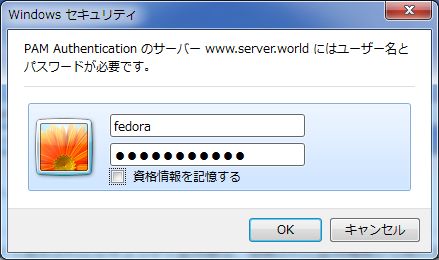 Windows セキュリティ
PAM Authentication のサーバー www.server.world にはユーザー名と
パスワードが必要です。
fedora
●●●●●●●●●●●
資格情報を記憶する
OK
キャンセル